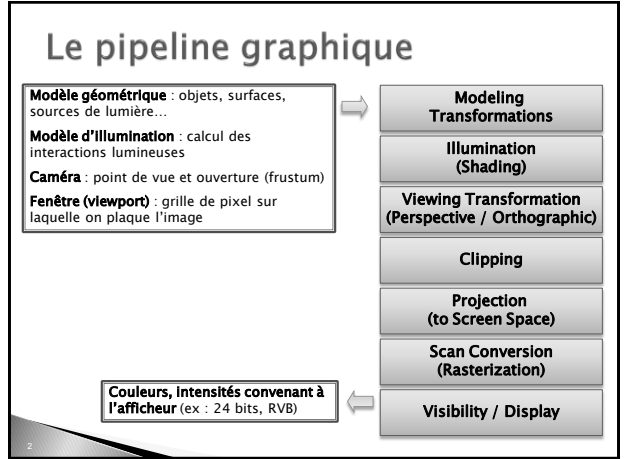 Le pipeline graphique
Modèle géométrique : objets, surfaces,
sources de lumière…
Modèle d’illumination : calcul des
interactions lumineuses
Caméra : point de vue et ouverture (frustum)
Fenêtre (viewport) : grille de pixel sur
laquelle on plaque l’image
Modeling
Transformations
Illumination
(Shading)
Viewing Transformation
(Perspective / Orthographic)
Clipping
Projection
(to Screen Space)
Scan Conversion
(Rasterization)
Visibility / Display
Couleurs, intensités convenant à
l’afficheur (ex : 24 bits, RVB)
2